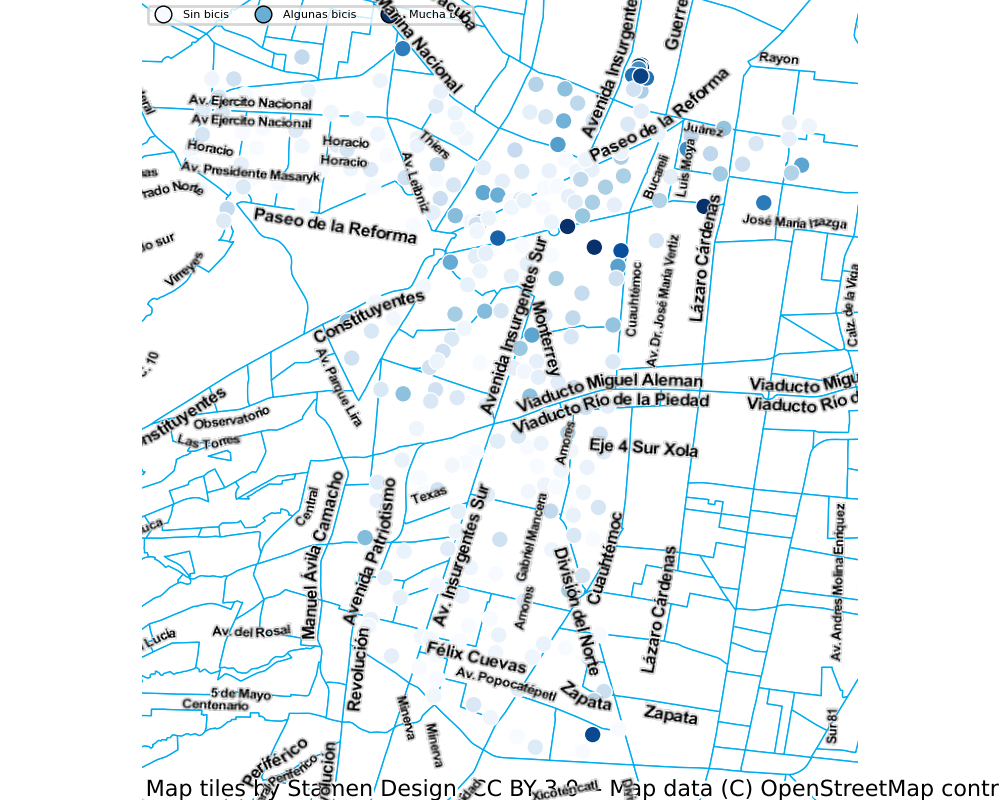 Sin bicis
Algunas bicis
Mucha
Marina Nacional
Avenida Insurgente
Guerre
Rayon
Av. Ejercito Nacional
Av Ejercito Nacional
Paseo de la Reforma
Juárez
Horacio
Horacio
Horacio
Thiers
Luis Moya
Bucareli
Av. Presidente Masaryk
Av. Leibniz
rado Norte
Paseo de la Reforma
Lázaro Cárdenas
José María Izazga
do sur
Virreyes
Av. Insurgentes
Avenida Insurgentes Sur
Cuauhtémoc
Av. Dr. José María Vertiz
Calz. de la Viga
Constituyentes
Monterrey
Av. Parque Lira
Viaducto Miguel Aleman
Viaducto Río de la Piedad
Viaducto Migu
Viaducto Río d
nstituyentes
Observatorio
Las Torres
Amores
Eje 4 Sur Xola
Central
Manuel Ávila Camacho
Avenida Patriotismo
Texas
Av. Insurgentes Sur
Gabriel Mancera
Amores
División del Norte
Cuauhtémoc
Lázaro Cárdenas
Av. Andres Molina Enriquez
Lucia
Av. del Rosal
Revolución
Félix Cuevas
Av. Popocatépetl
Zapata
Zapata
5 de Mayo
Centenario
Minerva
Minerva
Sur 81
Periférico
Periférico
Xicoténcatl
Map tiles by Stamen Design, CC BY 3.0 -- Map data (C) OpenStreetMap contr